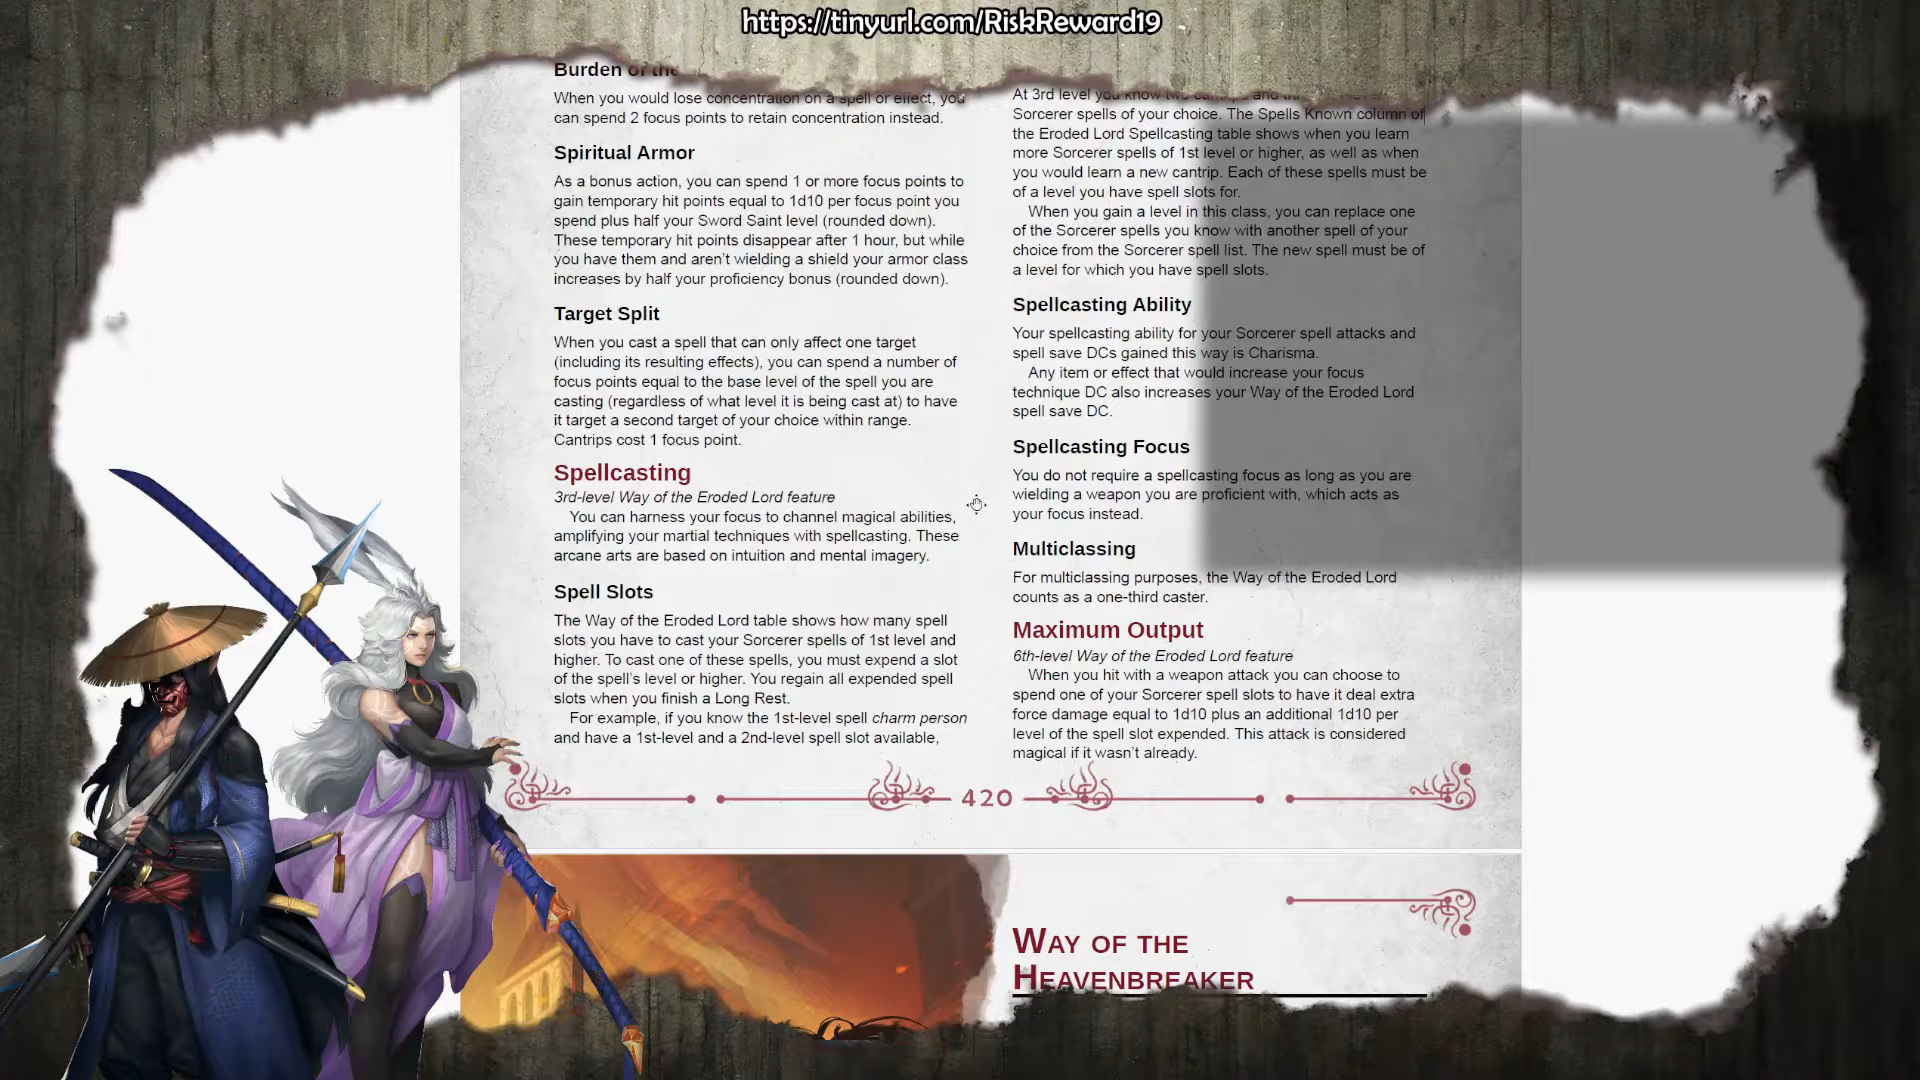 https://tinyurl.com/RiskReward19
Burden of the
When you would lose concentration on a spell or effect, you
can spend 2 focus points to retain concentration instead.
Spiritual Armor
As a bonus action, you can spend 1 or more focus points to
gain temporary hit points equal to 1d10 per focus point you
spend plus half your Sword Saint level (rounded down).
These temporary hit points disappear after 1 hour, but while
you have them and aren't wielding a shield your armor class
increases by half your proficiency bonus (rounded down).
Target Split
When you cast a spell that can only affect one target
(including its resulting effects), you can spend a number of
focus points equal to the base level of the spell you are
casting (regardless of what level it is being cast at) to have
it target a second target of your choice within range.
Cantrips cost 1 focus point.
Spellcasting
3rd-level Way of the Eroded Lord feature
You can harness your focus to channel magical abilities,
amplifying your martial techniques with spellcasting. These
arcane arts are based on intuition and mental imagery.
Spell Slots
The Way of the Eroded Lord table shows how many spell
slots you have to cast your Sorcerer spells of 1st level and
higher. To cast one of these spells, you must expend a slot
of the spell's level or higher. You regain all expended spell
slots when you finish a Long Rest.
For example, if you know the 1st-level spell charm person
and have a 1st-level and a 2nd-level spell slot available,
At 3rd level you know two cantrips and
Sorcerer spells of your choice. The Spells Known column of
the Eroded Lord Spellcasting table shows when you learn
more Sorcerer spells of 1st level or higher, as well as when
you would learn a new cantrip. Each of these spells must be
of a level you have spell slots for.
When you gain a level in this class, you can replace one
of the Sorcerer spells you know with another spell of your
choice from the Sorcerer spell list. The new spell must be of
a level for which you have spell slots.
Spellcasting Ability
Your spellcasting ability for your Sorcerer spell attacks and
spell save DCs gained this way is Charisma.
Any item or effect that would increase your focus
technique DC also increases your Way of the Eroded Lord
spell save DC.
Spellcasting Focus
You do not require a spellcasting focus as long as you are
wielding a weapon you are proficient with, which acts as
your focus instead.
Multiclassing
For multiclassing purposes, the Way of the Eroded Lord
counts as a one-third caster.
Maximum Output
6th-level Way of the Eroded Lord feature
When you hit with a weapon attack you can choose to
spend one of your Sorcerer spell slots to have it deal extra
force damage equal to 1d10 plus an additional 1d10 per
level of the spell slot expended. This attack is considered
magical if it wasn't already.
420
WAY OF THE
HEAVENBREAKER